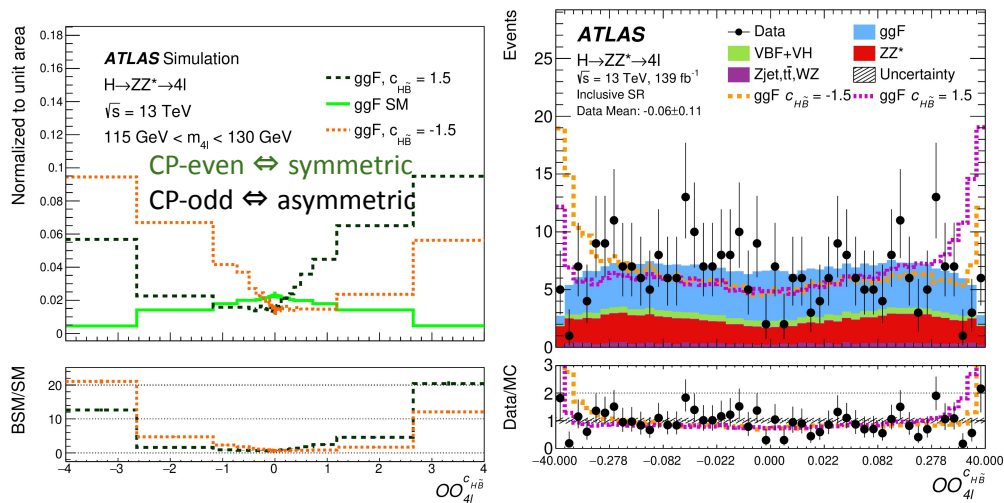 Normalized to unit area
0.18
0.16
0.14
0.12
0.1
0.08
0.06
0.04
0.02
0
ATLAS Simulation
H→ZZ*→4l
√s = 13 TeV
115 GeV < m4l < 130 GeV
ggF, cHB̃ = 1.5
ggF SM
ggF, cHB̃ = -1.5
CP-even ⇔ symmetric
CP-odd ⇔ asymmetric
BSM/SM
20
10
0
−4 −3 −2 −1 0 1 2 3 4
OO4l cHB̃
Events
25
20
15
10
5
0
ATLAS
H→ZZ*→4l
√s = 13 TeV, 139 fb-1
Inclusive SR
Data Mean: -0.06±0.11
Data ggF
VBF+VH ZZ*
Zjet,tt̄,WZ Uncertainty
ggF cHB̃ = -1.5 ggF cHB̃ = 1.5
Data/MC
3
2
1
0
−40.000 −0.278 −0.082 −0.022 0.000 0.022 0.082 0.278 40.000
OO4l cHB̃